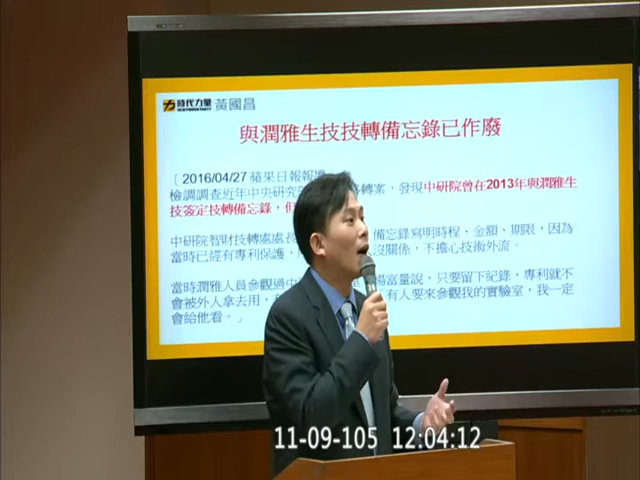 時代力量 黃國昌
NEW POWER PARTY
與潤雅生技技轉備忘錄已作廢
〔2016/04/27 蘋果日報報
檢調調查近年中央研究 轉案，發現中研院曾在2013年與潤雅生
技簽定技轉備忘錄，但
中研院智財技轉處處長 備忘錄寫明時程、金額、期限，因為
當時已經有專利保護， 沒關係，不擔心技術外流。
當時潤雅人員參觀過中 揚富量說，只要留下紀錄，專利就不
會被外人拿去用， 有人要來參觀我的實驗室，我一定
會給他看。」
11-09-105 12:04:12